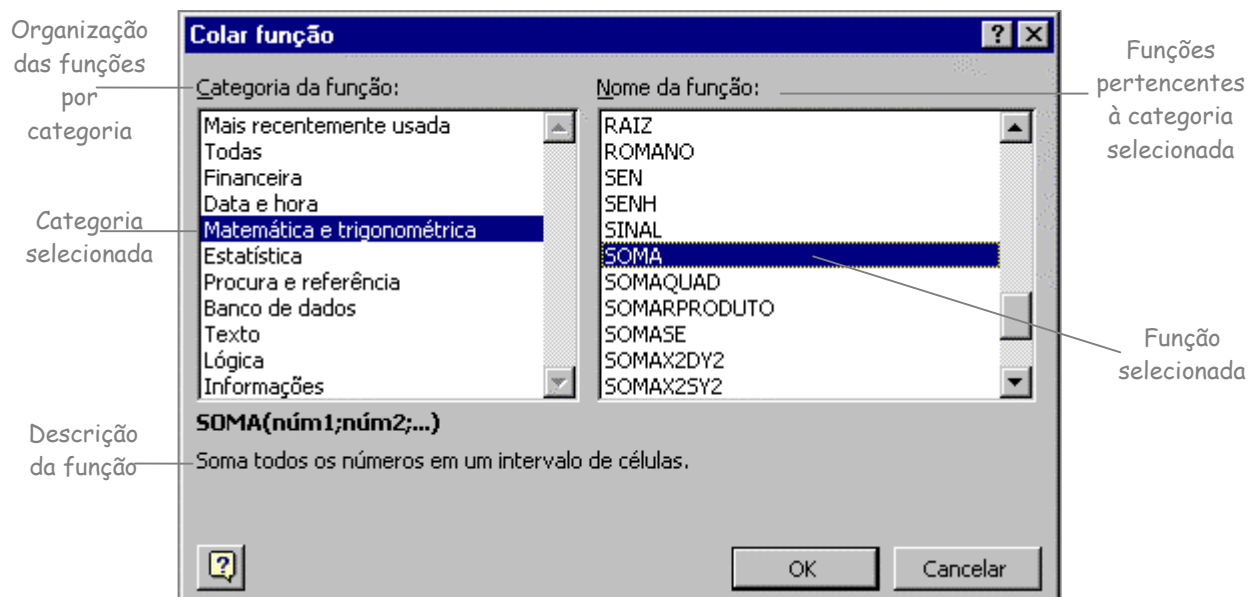 Organização
das funções
por
categoria
Categoria
selecionada
Descrição
da função
Colar função
Categoria da função:
Mais recentemente usada
Todas
Financeira
Data e hora
Matemática e trigonométrica
Estatística
Procura e referência
Banco de dados
Texto
Lógica
Informações
Nome da função:
RAIZ
ROMANO
SEN
SENH
SINAL
SOMA
SOMAQUAD
SOMARPRODUTO
SOMASE
SOMAX2DY2
SOMAX2SY2
SOMA(núm1;núm2;...)
Soma todos os números em um intervalo de células.
OK
Cancelar
Funções
pertencentes
à categoria
selecionada
Função
selecionada